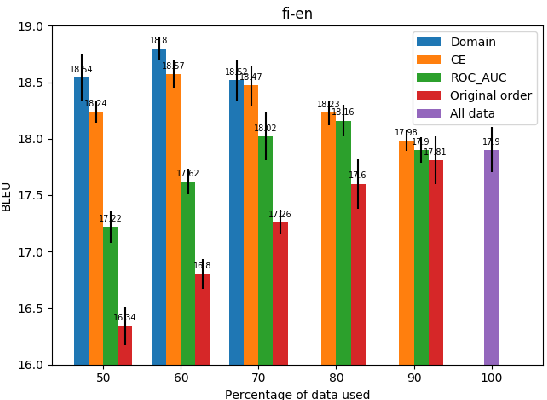 fi-en
19.0
18.5
18.0
17.5
17.0
16.5
16.0
BLEU
18.54
18.24
17.22
16.34
18.8
18.57
17.62
16.8
18.52
18.47
18.02
17.26
18.23
18.16
17.6
17.98
17.9
17.81
17.9
Domain
CE
ROC_AUC
Original order
All data
50 60 70 80 90 100
Percentage of data used